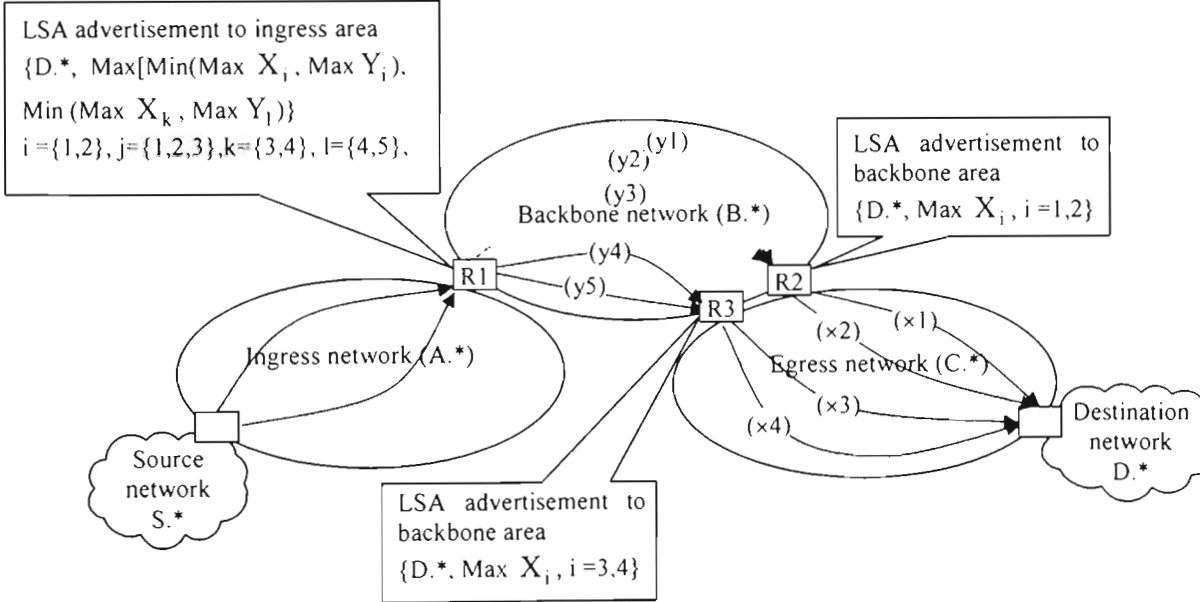 LSA advertisement to ingress area
{D.*, Max[Min(Max X_i, Max Y_j),
Min (Max X_k, Max Y_l)}
i ={1,2}, j={1,2,3},k={3,4}, l={4,5}.
(y1)
(y2)
(y3)
Backbone network (B.*)
LSA advertisement to
backbone area
{D.*, Max X_i, i =1,2}
R1
(y4)
(y5)
R2
R3
(×1)
(×2)
Ingress network (A.*)
Egress network (C.*)
(×3)
(×4)
Source
network
S.*
Destination
network
D.*
LSA advertisement to
backbone area
{D.*, Max X_i, i =3,4}